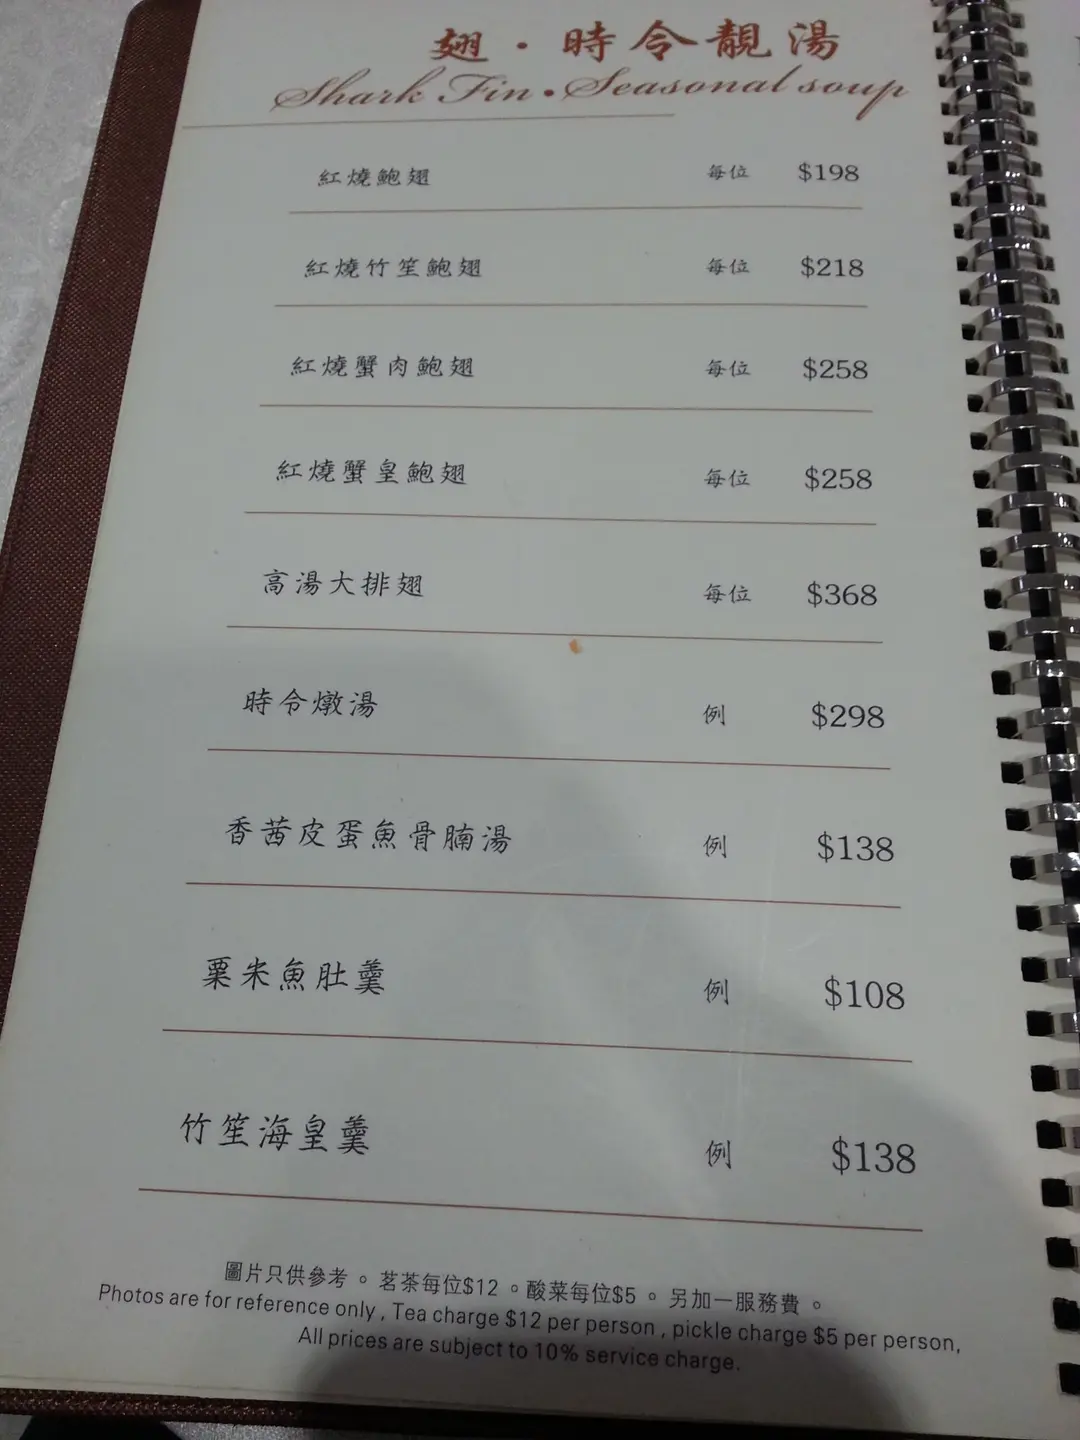 翅·時令靚湯
Shark Fin • Seasonal soup
紅燒鮑翅 每位 $198
紅燒竹笙鮑翅 每位 $218
紅燒蟹肉鮑翅 每位 $258
紅燒蟹皇鮑翅 每位 $258
高湯大排翅 每位 $368
時令燉湯 例 $298
香茜皮蛋魚骨腩湯 例 $138
粟米魚肚羹 例 $108
竹笙海皇羹 例 $138
圖片只供參考。茗茶每位$12。酸菜每位$5。另加一服務費。
Photos are for reference only , Tea charge $12 per person , pickle charge $5 per person,
All prices are subject to 10% service charge.